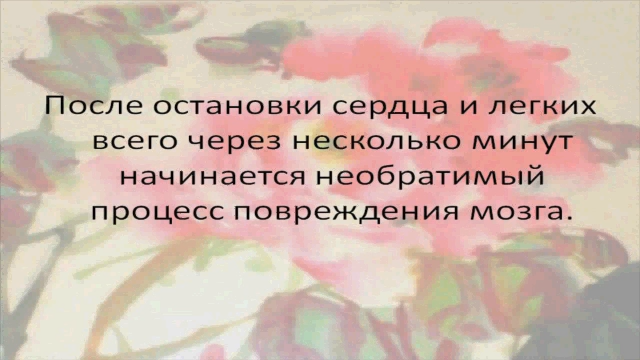 После остановки сердца и легких
всего через несколько минут
начинается необратимый
процесс повреждения мозга.